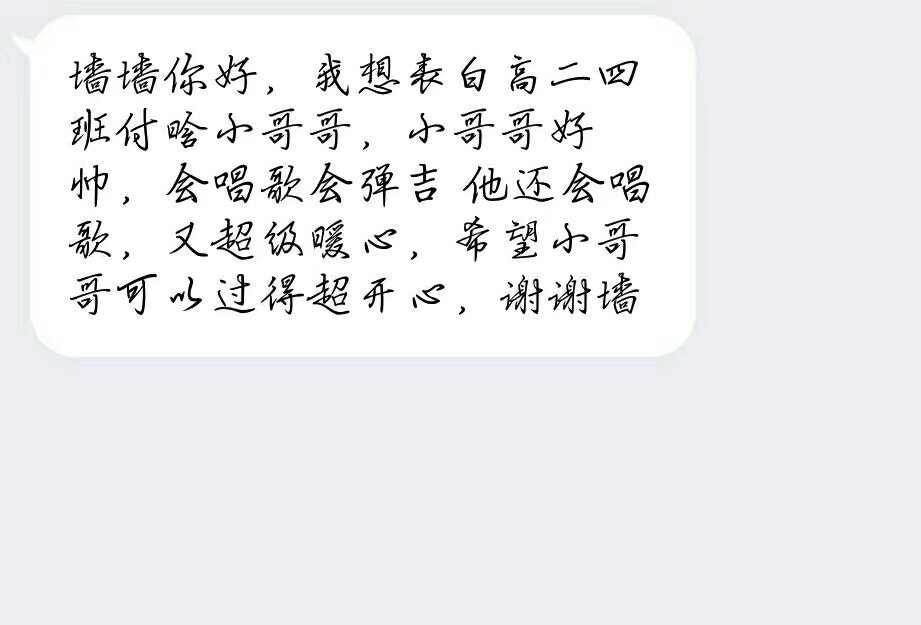 墙墙你好，我想表白高二四
班付晗小哥哥，小哥哥好
帅，会唱歌会弹吉 他还会唱
歌，又超级暖心，希望小哥
哥可以过得超开心，谢谢墙